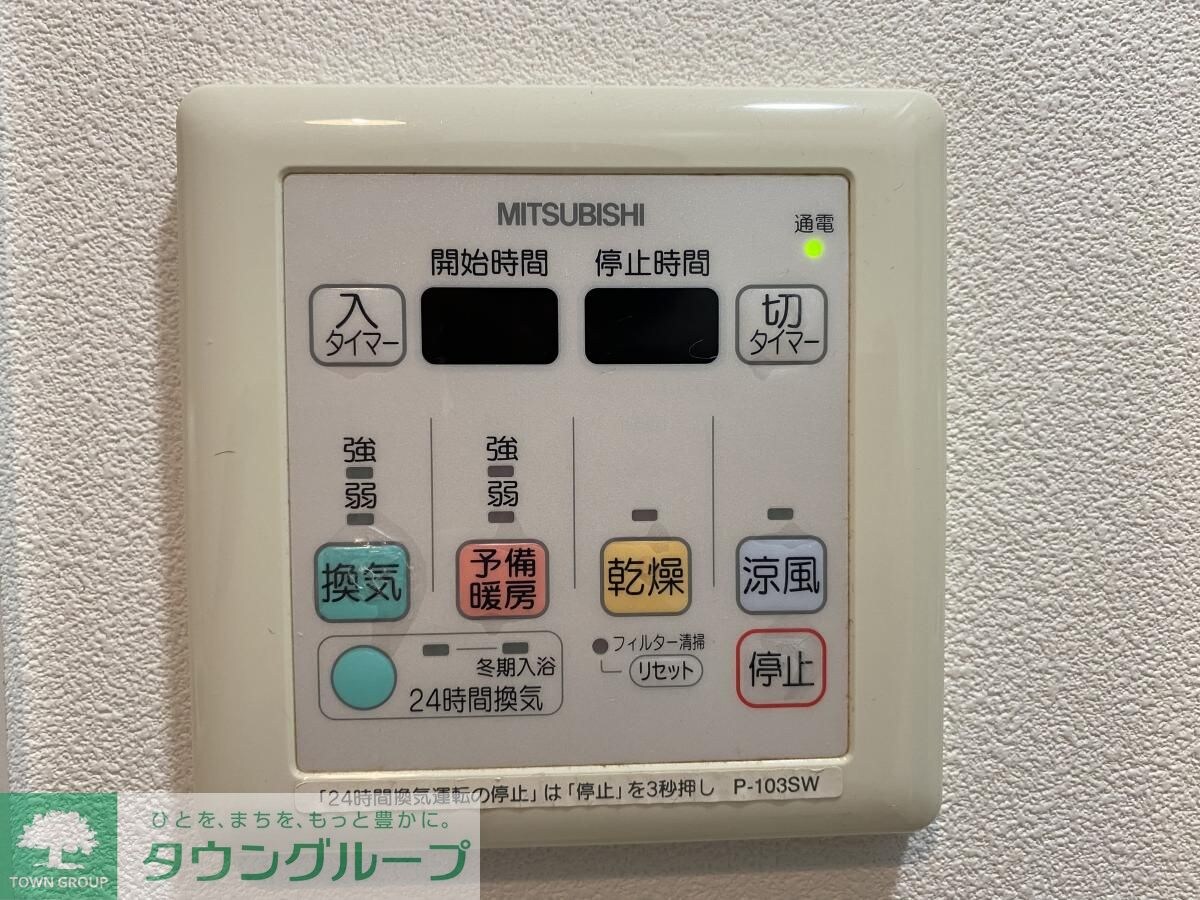 MITSUBISHI
通電
開始時間 停止時間
入
タイマー
切
タイマー
強 強
弱 弱
換気
予備
暖房
乾燥
涼風
冬期入浴
24時間換気
フィルター清掃
リセット
停止
「24時間換気運転の停止」は「停止」を3秒押し P-103SW
ひとを、まちを、もっと豊かに。
タウングループ
TOWN GROUP